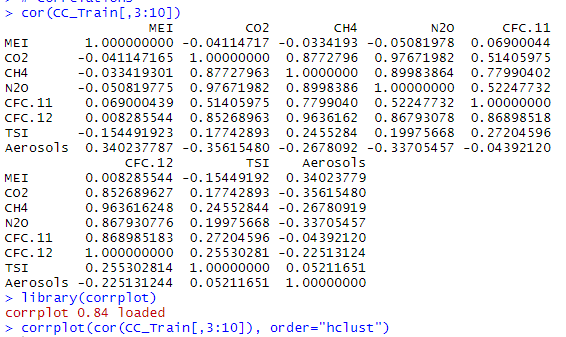 > # Correlations
> cor(CC_Train[,3:10])
MEI CO2 CH4 N2O CFC.11
MEI 1.000000000 -0.04114717 -0.0334193 -0.05081978 0.06900044
CO2 -0.041147165 1.00000000 0.8772796 0.97671982 0.51405975
CH4 -0.033419301 0.87727963 1.0000000 0.89983864 0.77990402
N2O -0.050819775 0.97671982 0.8998386 1.00000000 0.52247732
CFC.11 0.069000439 0.51405975 0.7799040 0.52247732 1.00000000
CFC.12 0.008285544 0.85268963 0.9636162 0.86793078 0.86898518
TSI -0.154491923 0.17742893 0.2455284 0.19975668 0.27204596
Aerosols 0.340237787 -0.35615480 -0.2678092 -0.33705457 -0.04392120
CFC.12 TSI Aerosols
MEI 0.008285544 -0.15449192 0.34023779
CO2 0.852689627 0.17742893 -0.35615480
CH4 0.963616248 0.24552844 -0.26780919
N2O 0.867930776 0.19975668 -0.33705457
CFC.11 0.868985183 0.27204596 -0.04392120
CFC.12 1.000000000 0.25530281 -0.22513124
TSI 0.255302814 1.00000000 0.05211651
Aerosols -0.225131244 0.05211651 1.00000000
> library(corrplot)
corrplot 0.84 loaded
> corrplot(cor(CC_Train[,3:10]), order="hclust")